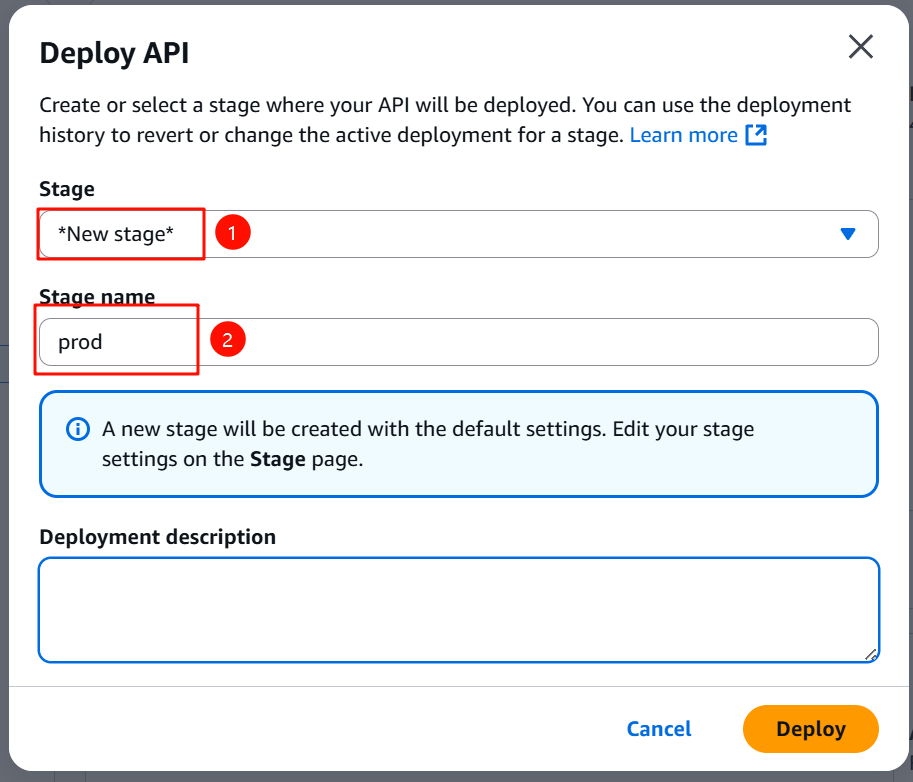 Deploy API
Create or select a stage where your API will be deployed. You can use the deployment
history to revert or change the active deployment for a stage. Learn more
Stage
*New stage*
1
Stage name
prod
2
A new stage will be created with the default settings. Edit your stage
settings on the Stage page.
Deployment description
Cancel
Deploy